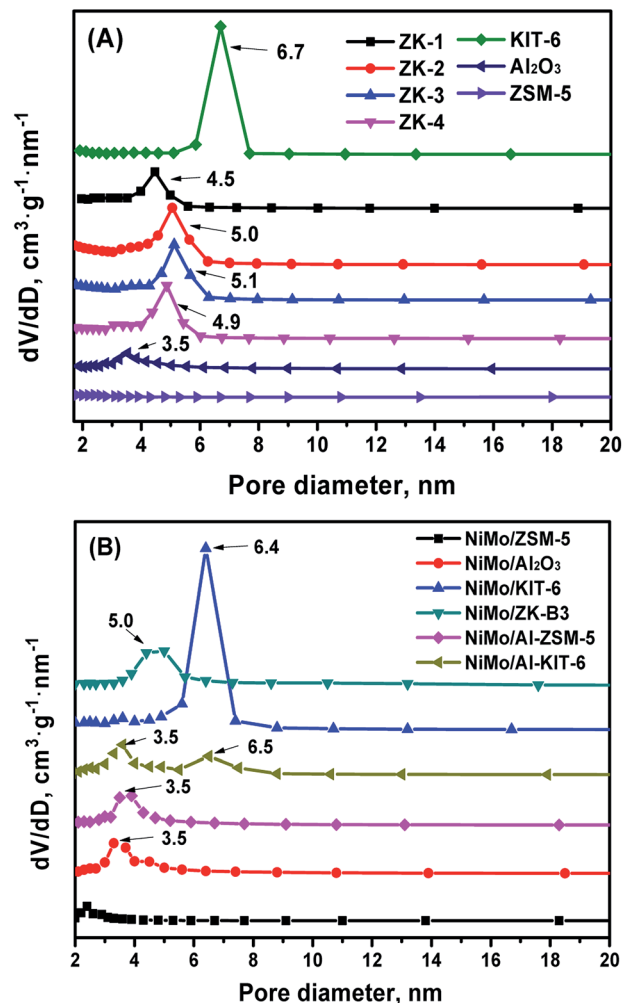 (A)
ZK-1
ZK-2
ZK-3
ZK-4
KIT-6
Al₂O₃
ZSM-5
6.7
4.5
5.0
5.1
4.9
3.5
dV/dD, cm³·g⁻¹·nm⁻¹
2 4 6 8 10 12 14 16 18 20
Pore diameter, nm
(B)
NiMo/ZSM-5
NiMo/Al₂O₃
NiMo/KIT-6
NiMo/ZK-B3
NiMo/Al-ZSM-5
NiMo/Al-KIT-6
6.4
5.0
3.5
6.5
3.5
3.5
dV/dD, cm³·g⁻¹·nm⁻¹
2 4 6 8 10 12 14 16 18 20
Pore diameter, nm